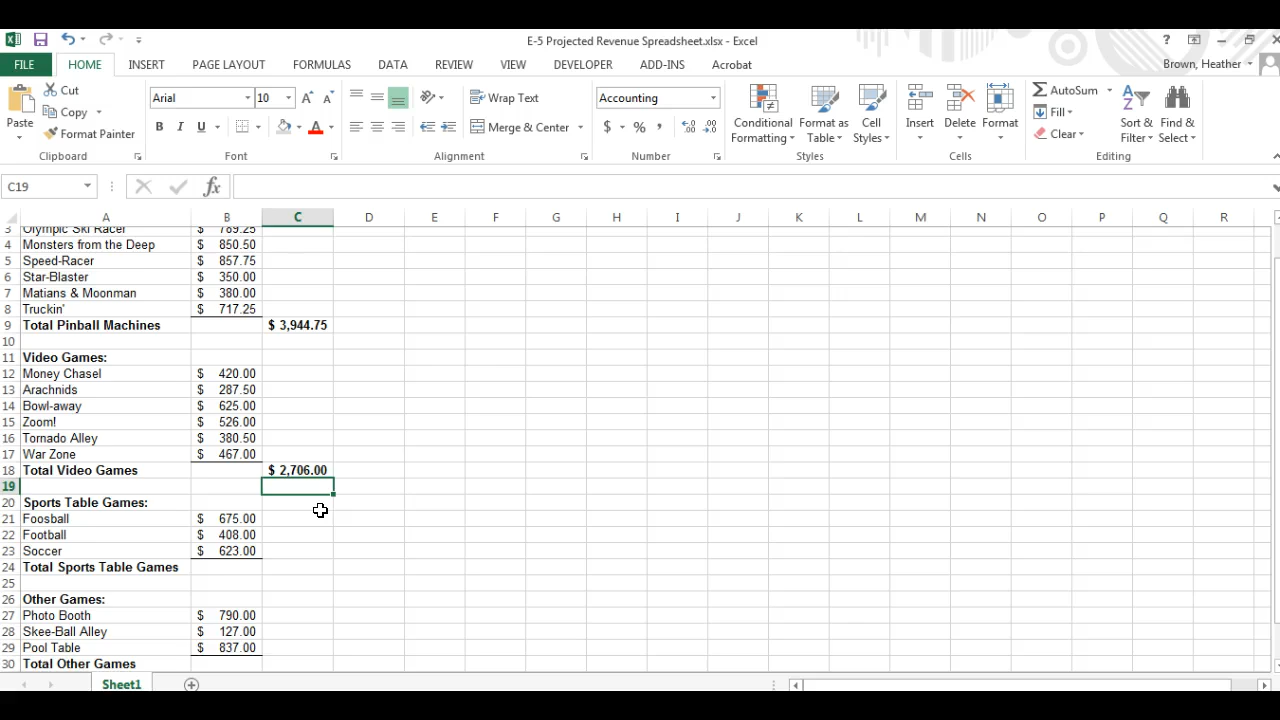 E-5 Projected Revenue Spreadsheet.xlsx - Excel
FILE HOME INSERT PAGE LAYOUT FORMULAS DATA REVIEW VIEW DEVELOPER ADD-INS Acrobat Brown, Heather
Paste Cut Copy Format Painter
Arial 10 B I U A
Wrap Text Merge & Center
Accounting $ % ,
Conditional Formatting Format as Table Cell Styles
Insert Delete Format
AutoSum Fill Clear Sort & Filter Find & Select
Clipboard Font Alignment Number Styles Cells Editing
C19 fx
A B C D E F G H I J K L M N O P Q R
3 Olympic Ski Racer $ 789.25
4 Monsters from the Deep $ 850.50
5 Speed-Racer $ 857.75
6 Star-Blaster $ 350.00
7 Matians & Moonman $ 380.00
8 Truckin' $ 717.25
9 Total Pinball Machines $ 3,944.75
10
11 Video Games:
12 Money Chasel $ 420.00
13 Arachnids $ 287.50
14 Bowl-away $ 625.00
15 Zoom! $ 526.00
16 Tornado Alley $ 380.50
17 War Zone $ 467.00
18 Total Video Games $ 2,706.00
19
20 Sports Table Games:
21 Foosball $ 675.00
22 Football $ 408.00
23 Soccer $ 623.00
24 Total Sports Table Games
25
26 Other Games:
27 Photo Booth $ 790.00
28 Skee-Ball Alley $ 127.00
29 Pool Table $ 837.00
30 Total Other Games
Sheet1